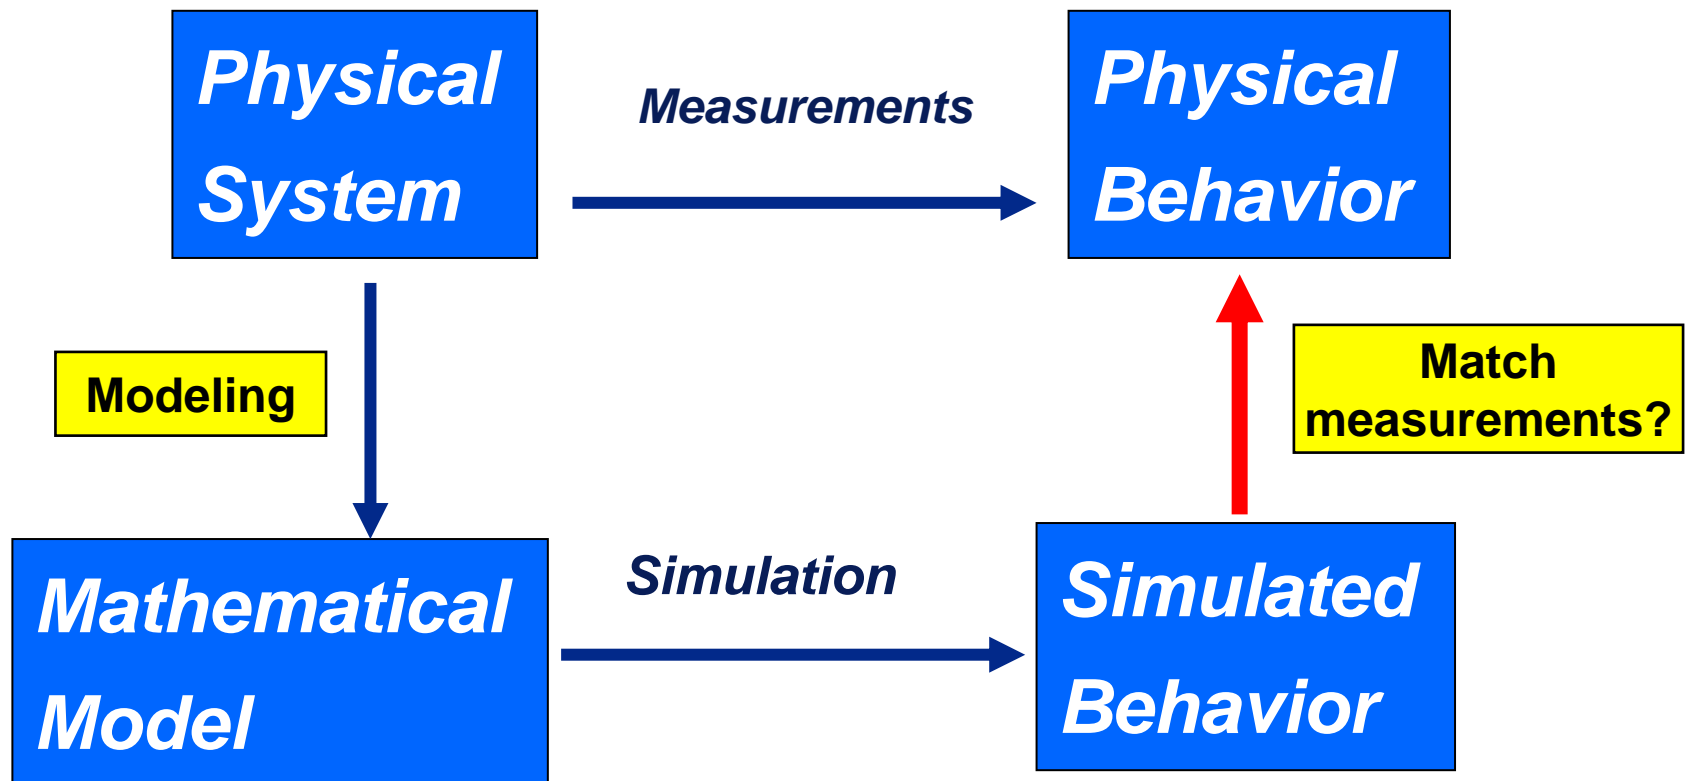 Physical
System
Measurements
Physical
Behavior
Modeling
Match
measurements?
Mathematical
Model
Simulation
Simulated
Behavior